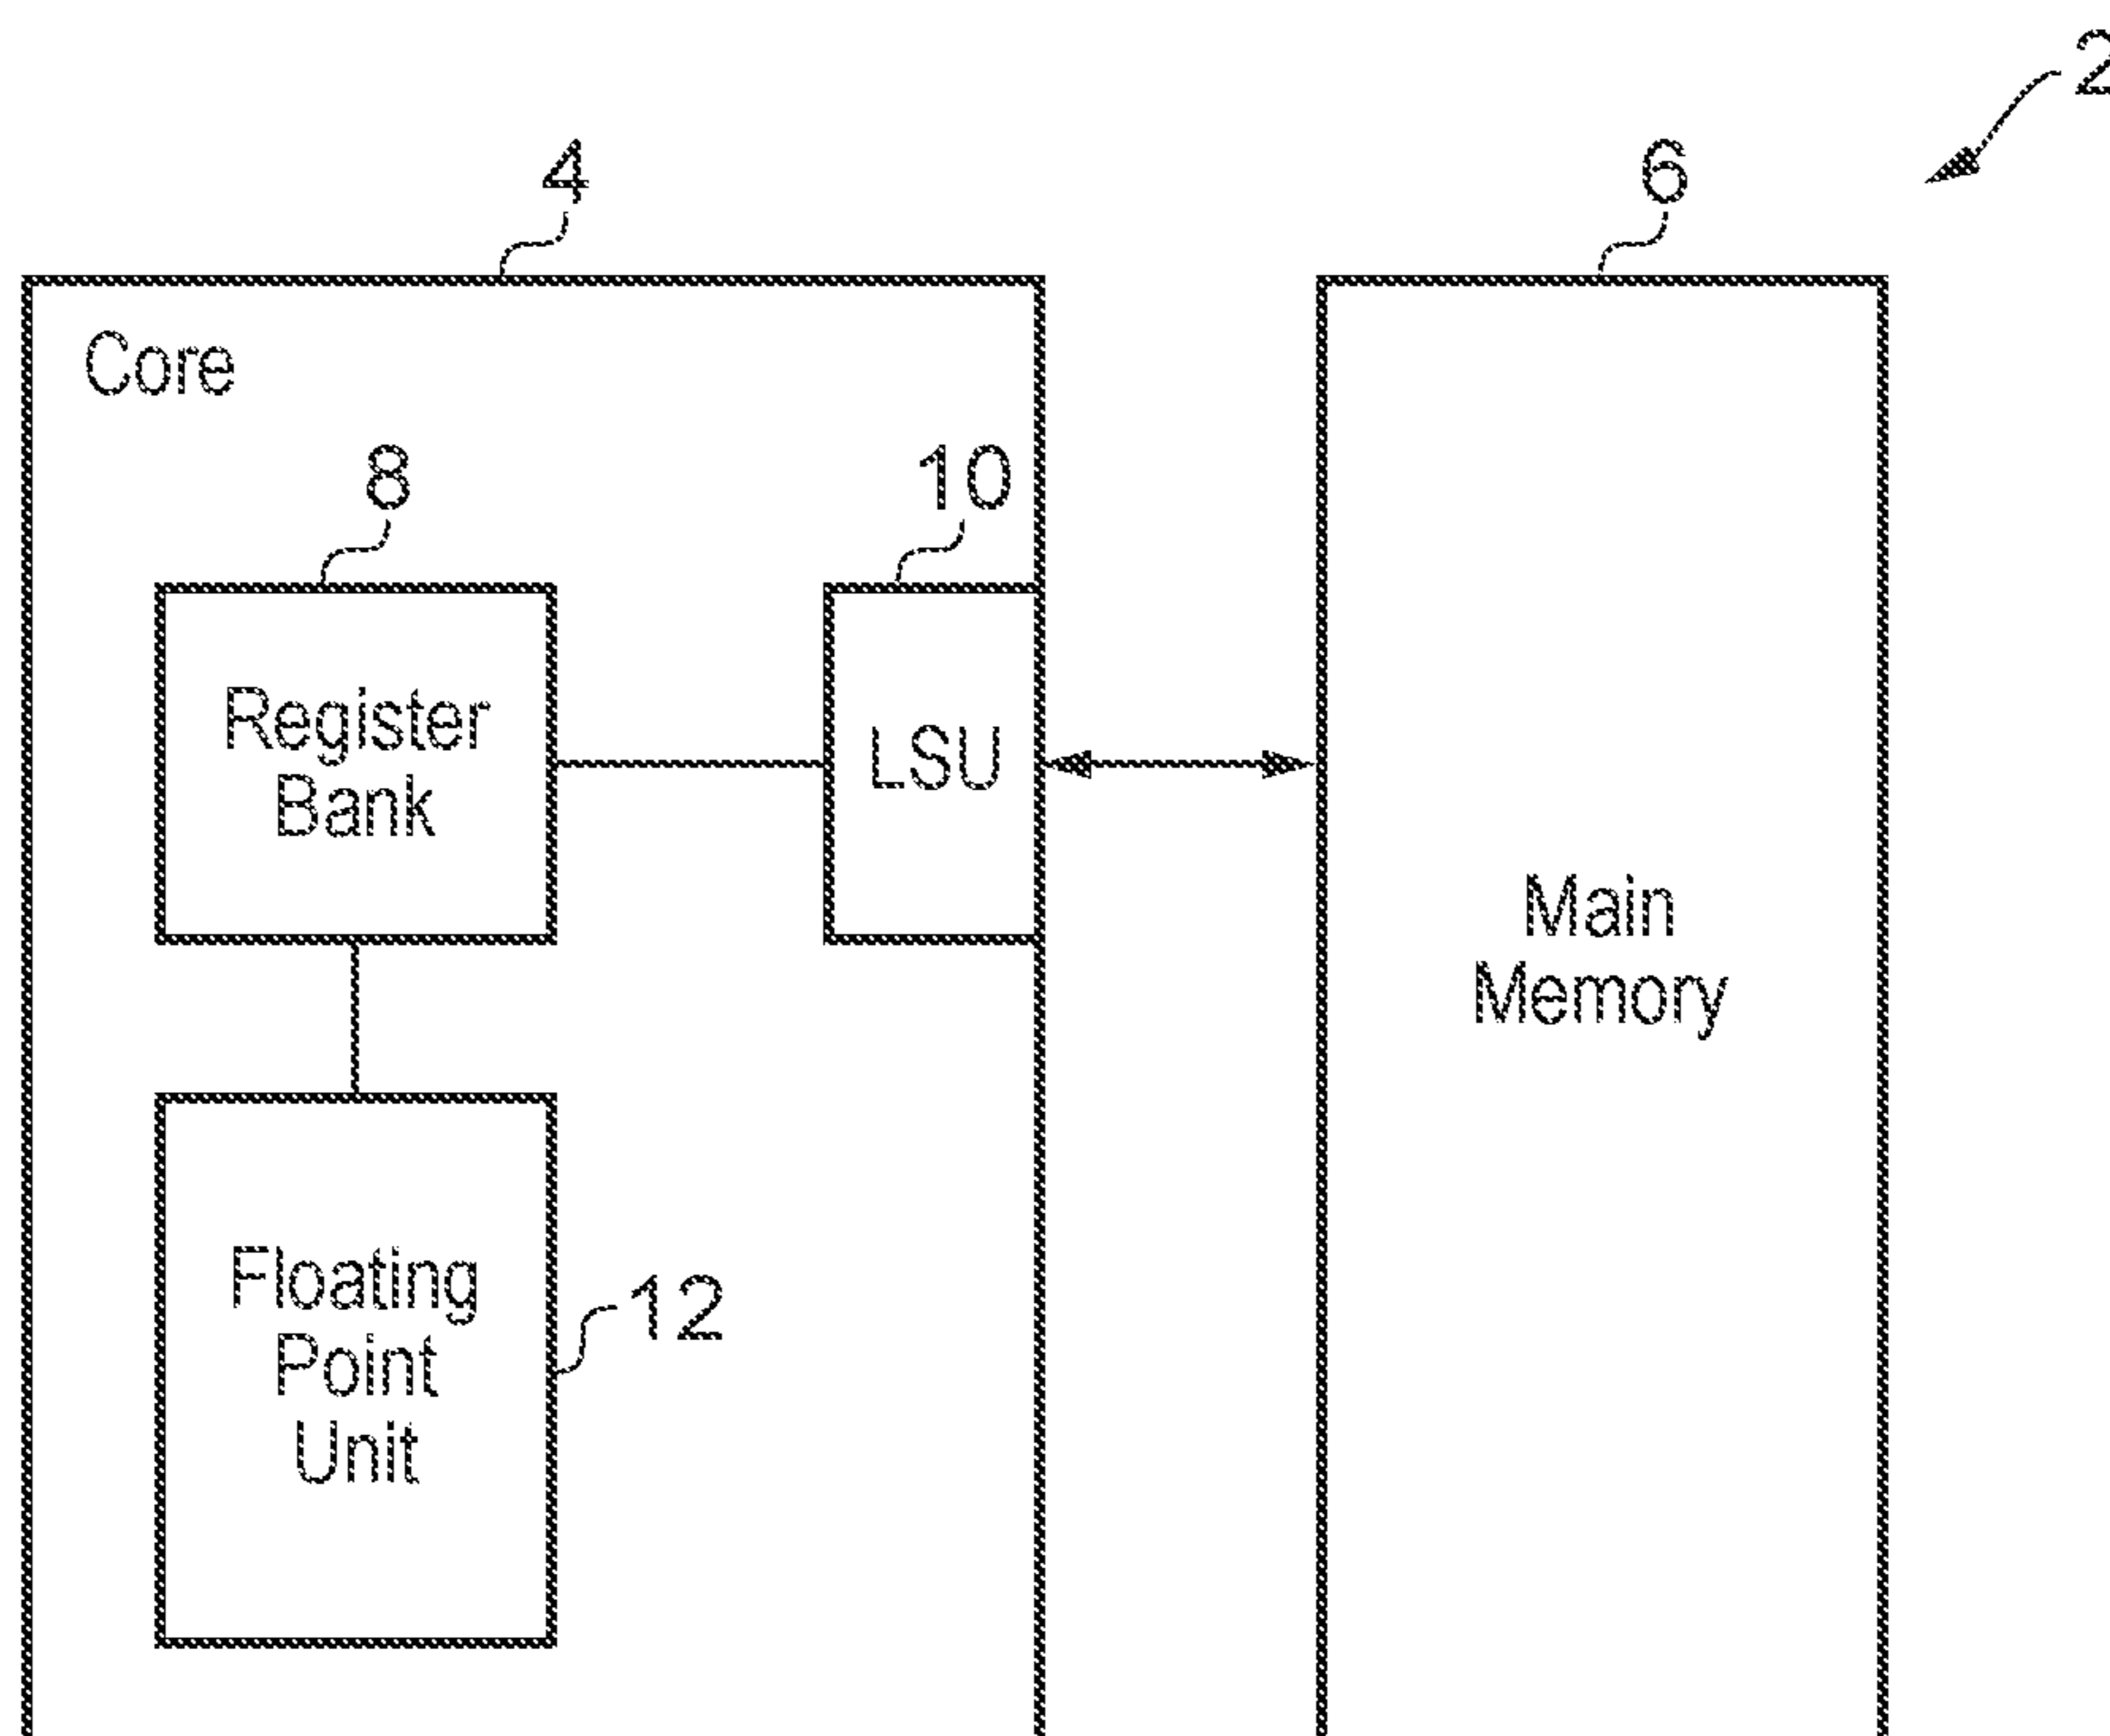 2
4
6
Core
8
10
Register
Bank
LSU
Main
Memory
Floating
Point
Unit
12